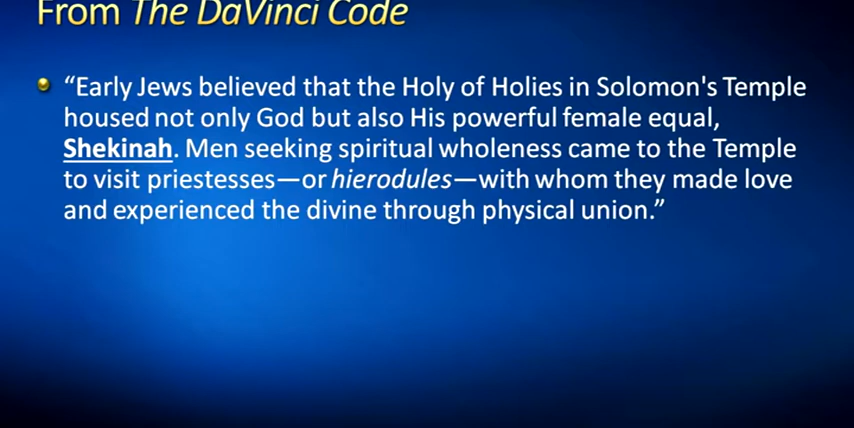 From The DaVinci Code
“Early Jews believed that the Holy of Holies in Solomon's Temple
housed not only God but also His powerful female equal,
Shekinah. Men seeking spiritual wholeness came to the Temple
to visit priestesses—or hierodules—with whom they made love
and experienced the divine through physical union.”